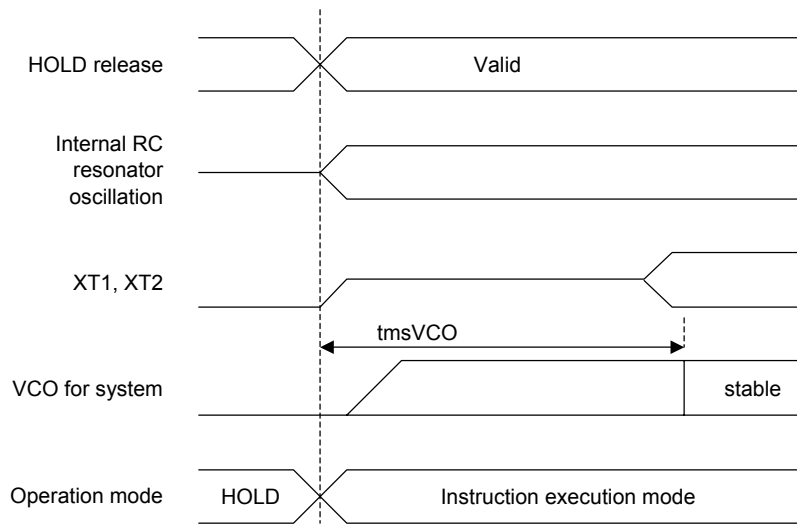 HOLD release
Valid
Internal RC
resonator
oscillation
XT1, XT2
tmsVCO
VCO for system
stable
Operation mode
HOLD
Instruction execution mode